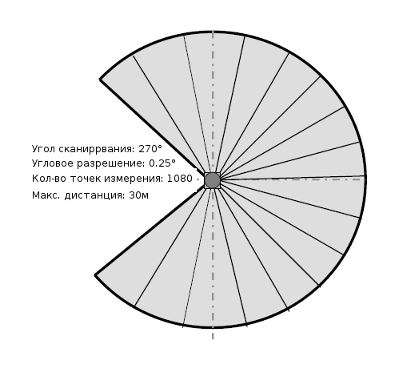 Угол сканиррвания: 270°
Угловое разрешение: 0.25°
Кол-во точек измерения: 1080
Макс. дистанция: 30м